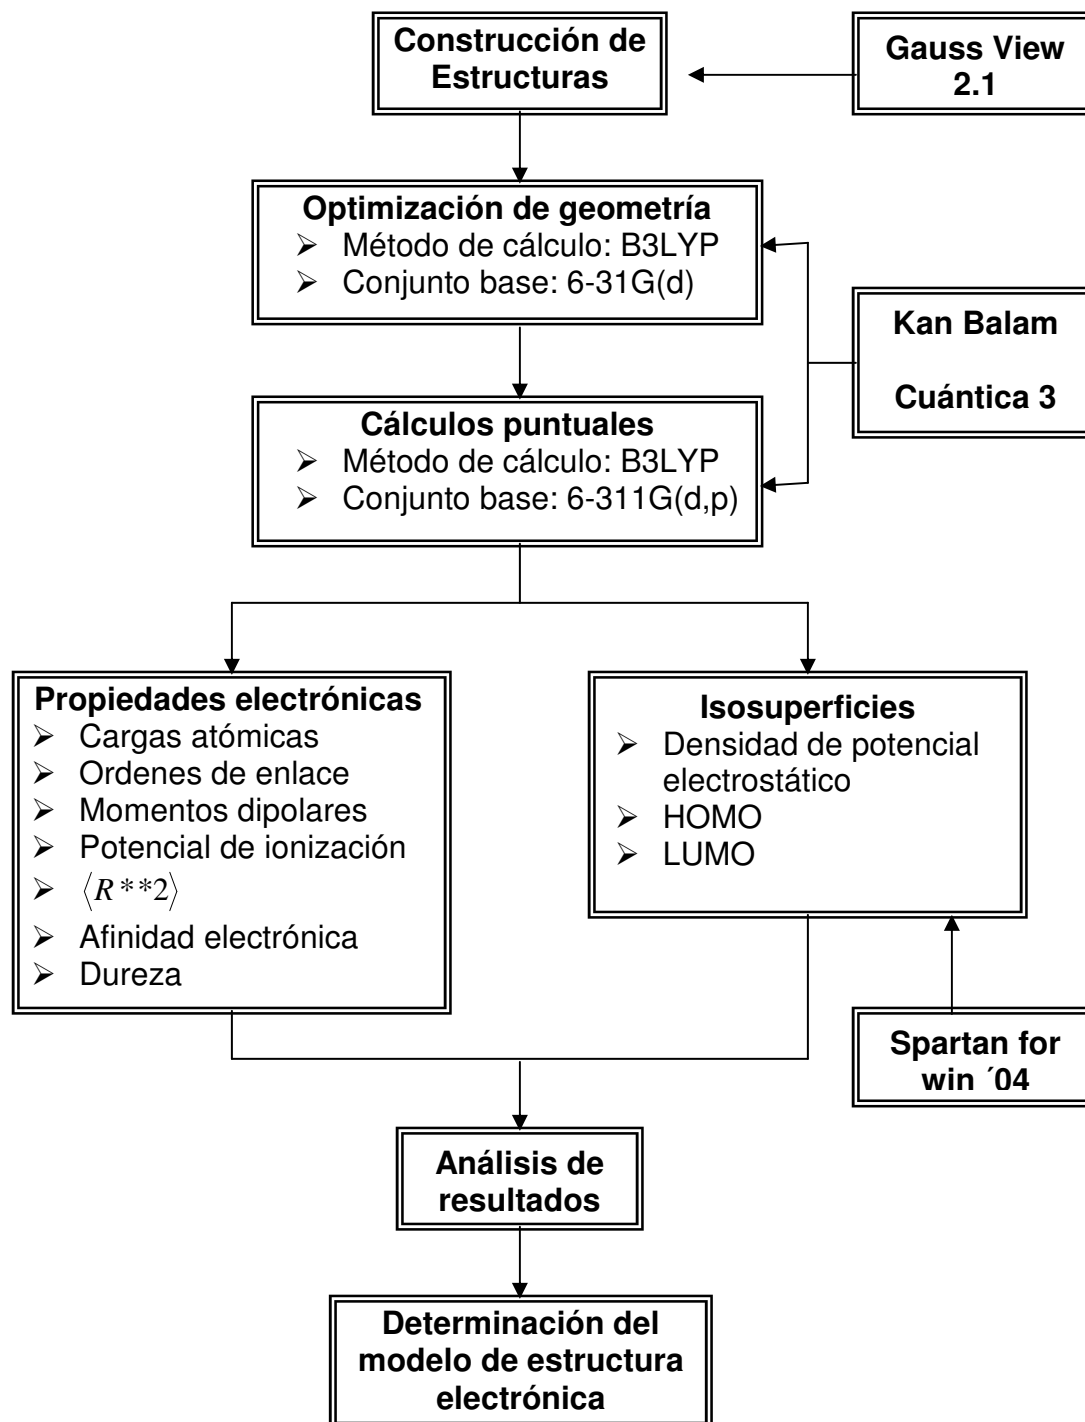 Construcción de
Estructuras
Gauss View
2.1
Optimización de geometría
➢ Método de cálculo: B3LYP
➢ Conjunto base: 6-31G(d)
Kan Balam
Cuántica 3
Cálculos puntuales
➢ Método de cálculo: B3LYP
➢ Conjunto base: 6-311G(d,p)
Propiedades electrónicas
➢ Cargas atómicas
➢ Ordenes de enlace
➢ Momentos dipolares
➢ Potencial de ionización
➢ ⟨R**2⟩
➢ Afinidad electrónica
➢ Dureza
Isosuperficies
➢ Densidad de potencial
electrostático
➢ HOMO
➢ LUMO
Spartan for
win ´04
Análisis de
resultados
Determinación del
modelo de estructura
electrónica